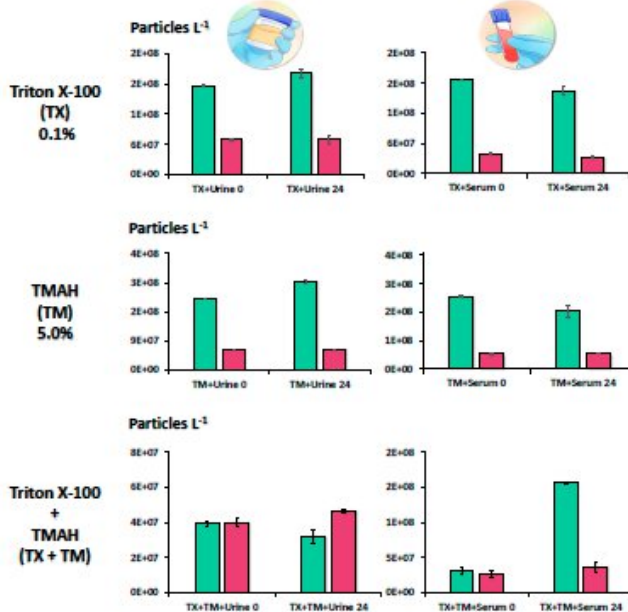 Particles L⁻¹
Triton X-100
(TX)
0.1%
2E+08
2E+08
1E+08
6E+07
0E+00
TX+Urine 0
TX+Urine 24
2E+08
2E+08
1E+08
6E+07
0E+00
TX+Serum 0
TX+Serum 24
Particles L⁻¹
TMAH
(TM)
5.0%
4E+08
3E+08
2E+08
9E+07
0E+00
TM+Urine 0
TM+Urine 24
4E+08
3E+08
2E+08
1E+08
0E+00
TM+Serum 0
TM+Serum 24
Particles L⁻¹
Triton X-100
+
TMAH
(TX + TM)
8E+07
6E+07
4E+07
2E+07
0E+00
TX+TM+Urine 0
TX+TM+Urine 24
2E+08
2E+08
1E+08
5E+07
0E+00
TX+TM+Serum 0
TX+TM+Serum 24